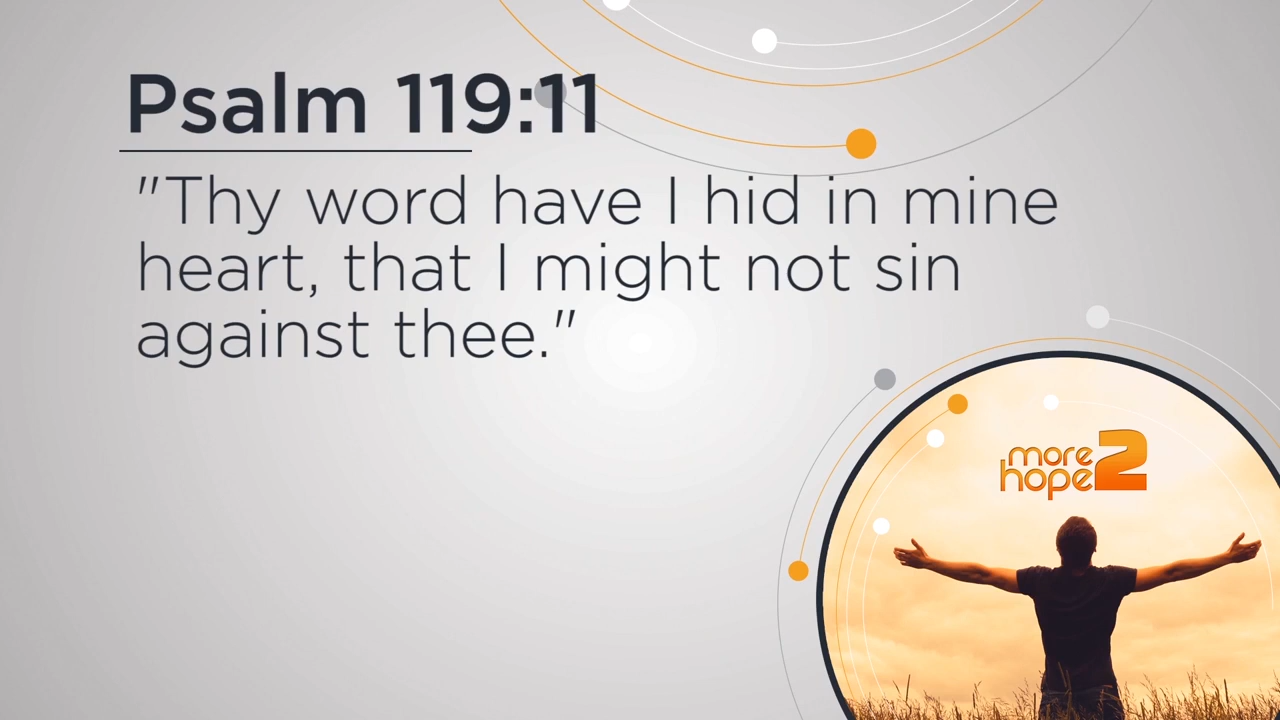 Psalm 119:11
"Thy word have I hid in mine
heart, that I might not sin
against thee."
more
hope2